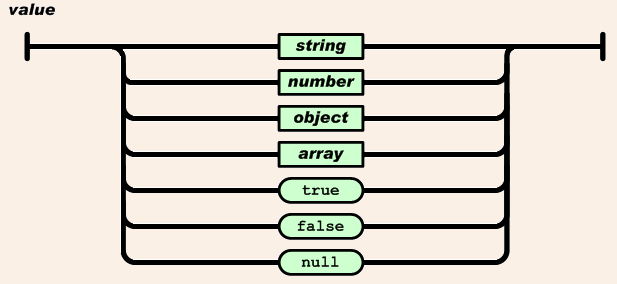 value
string
number
object
array
true
false
null